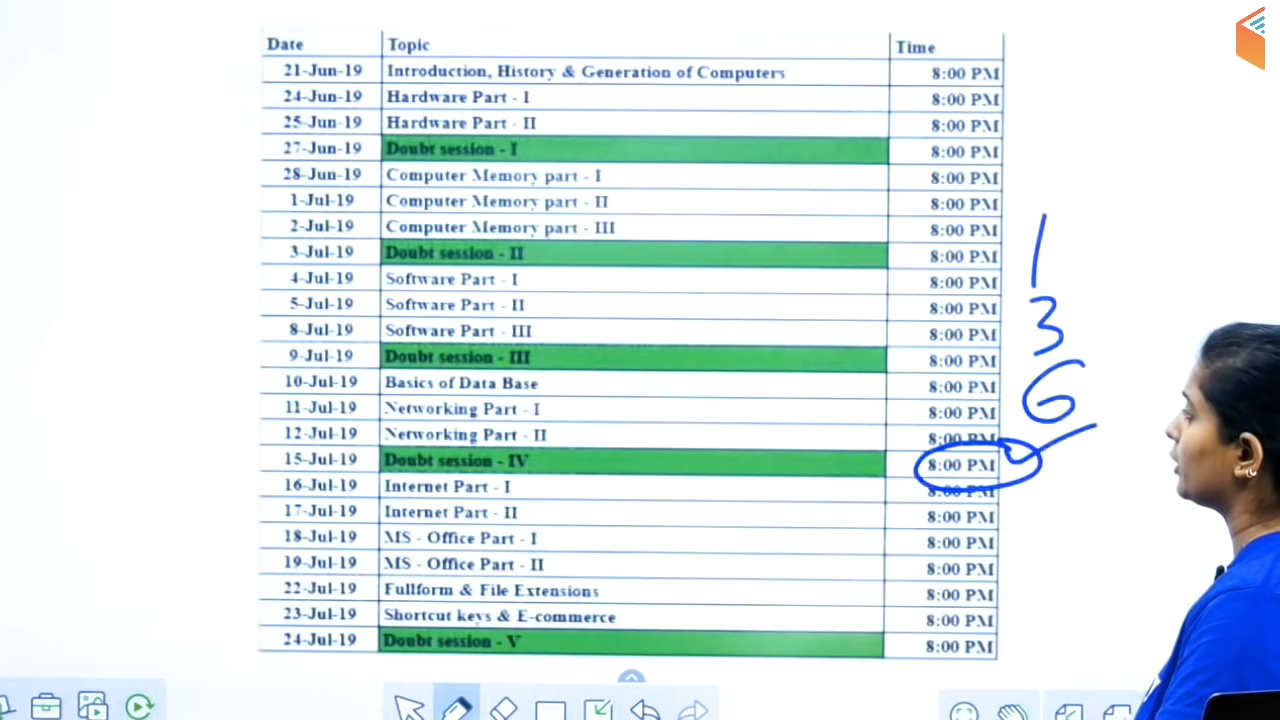 Date Topic Time
21-Jun-19 Introduction, History & Generation of Computers 8:00 PM
24-Jun-19 Hardware Part - I 8:00 PM
25-Jun-19 Hardware Part - II 8:00 PM
27-Jun-19 Doubt session - I 8:00 PM
28-Jun-19 Computer Memory part - I 8:00 PM
1-Jul-19 Computer Memory part - II 8:00 PM
2-Jul-19 Computer Memory part - III 8:00 PM
3-Jul-19 Doubt session - II 8:00 PM
4-Jul-19 Software Part - I 8:00 PM
5-Jul-19 Software Part - II 8:00 PM
8-Jul-19 Software Part - III 8:00 PM
9-Jul-19 Doubt session - III 8:00 PM
10-Jul-19 Basics of Data Base 8:00 PM
11-Jul-19 Networking Part - I 8:00 PM
12-Jul-19 Networking Part - II 8:00 PM
15-Jul-19 Doubt session - IV 8:00 PM
16-Jul-19 Internet Part - I 8:00 PM
17-Jul-19 Internet Part - II 8:00 PM
18-Jul-19 MS - Office Part - I 8:00 PM
19-Jul-19 MS - Office Part - II 8:00 PM
22-Jul-19 Fullform & File Extensions 8:00 PM
23-Jul-19 Shortcut keys & E-commerce 8:00 PM
24-Jul-19 Doubt session - V 8:00 PM
1
3
6